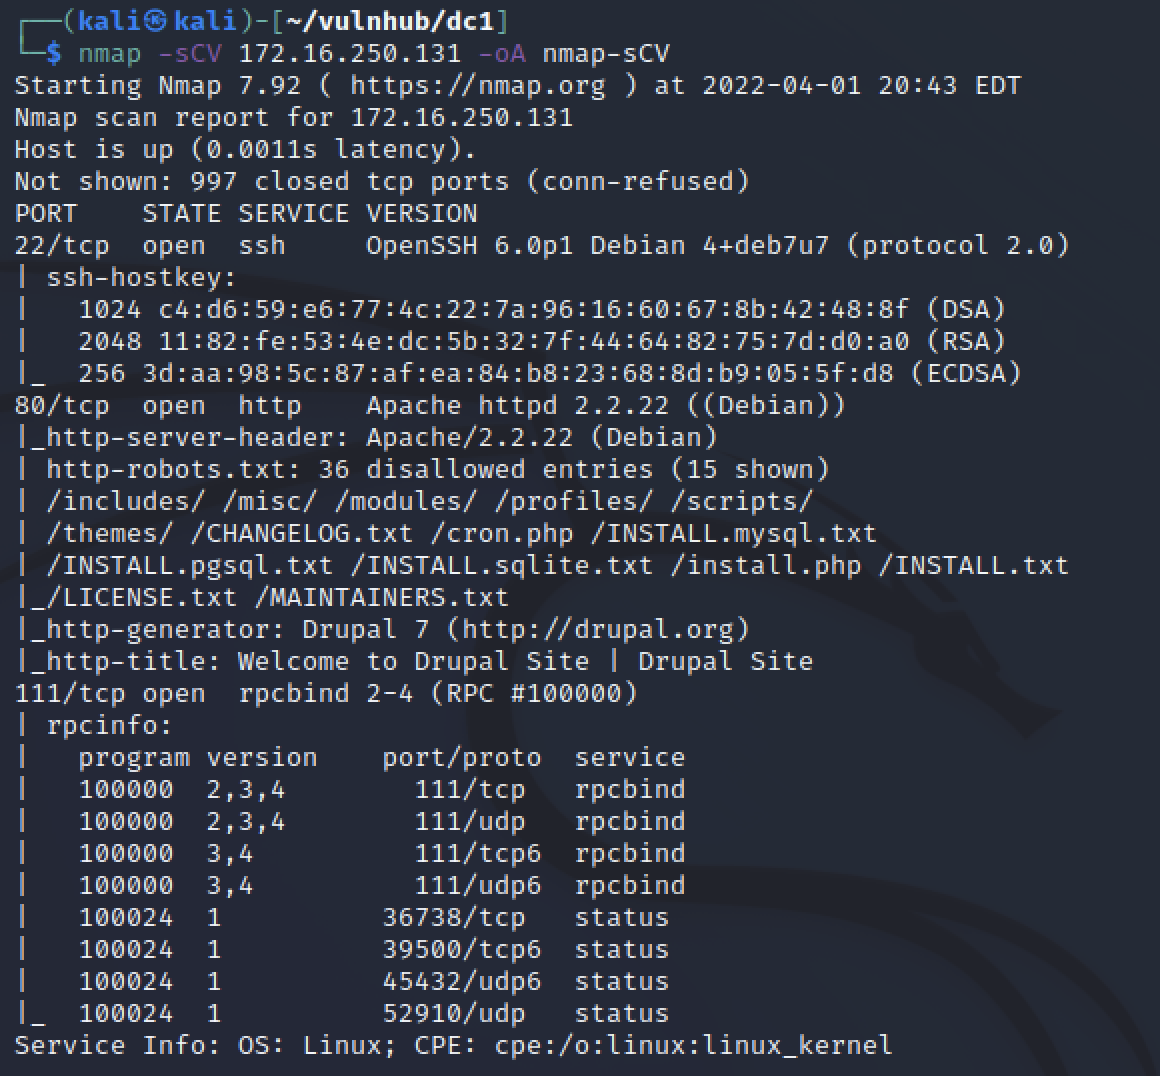 ┌──(kali㉿kali)-[~/vulnhub/dc1]
└─$ nmap -sCV 172.16.250.131 -oA nmap-sCV
Starting Nmap 7.92 ( https://nmap.org ) at 2022-04-01 20:43 EDT
Nmap scan report for 172.16.250.131
Host is up (0.0011s latency).
Not shown: 997 closed tcp ports (conn-refused)
PORT    STATE SERVICE VERSION
22/tcp  open  ssh     OpenSSH 6.0p1 Debian 4+deb7u7 (protocol 2.0)
| ssh-hostkey:
|   1024 c4:d6:59:e6:77:4c:22:7a:96:16:60:67:8b:42:48:8f (DSA)
|   2048 11:82:fe:53:4e:dc:5b:32:7f:44:64:82:75:7d:d0:a0 (RSA)
|_  256 3d:aa:98:5c:87:af:ea:84:b8:23:68:8d:b9:05:5f:d8 (ECDSA)
80/tcp  open  http    Apache httpd 2.2.22 ((Debian))
|_http-server-header: Apache/2.2.22 (Debian)
| http-robots.txt: 36 disallowed entries (15 shown)
| /includes/ /misc/ /modules/ /profiles/ /scripts/
| /themes/ /CHANGELOG.txt /cron.php /INSTALL.mysql.txt
| /INSTALL.pgsql.txt /INSTALL.sqlite.txt /install.php /INSTALL.txt
|_/LICENSE.txt /MAINTAINERS.txt
|_http-generator: Drupal 7 (http://drupal.org)
|_http-title: Welcome to Drupal Site | Drupal Site
111/tcp open  rpcbind 2-4 (RPC #100000)
| rpcinfo:
|   program version    port/proto  service
|   100000  2,3,4        111/tcp   rpcbind
|   100000  2,3,4        111/udp   rpcbind
|   100000  3,4          111/tcp6  rpcbind
|   100000  3,4          111/udp6  rpcbind
|   100024  1          36738/tcp   status
|   100024  1          39500/tcp6  status
|   100024  1          45432/udp6  status
|_  100024  1          52910/udp   status
Service Info: OS: Linux; CPE: cpe:/o:linux:linux_kernel